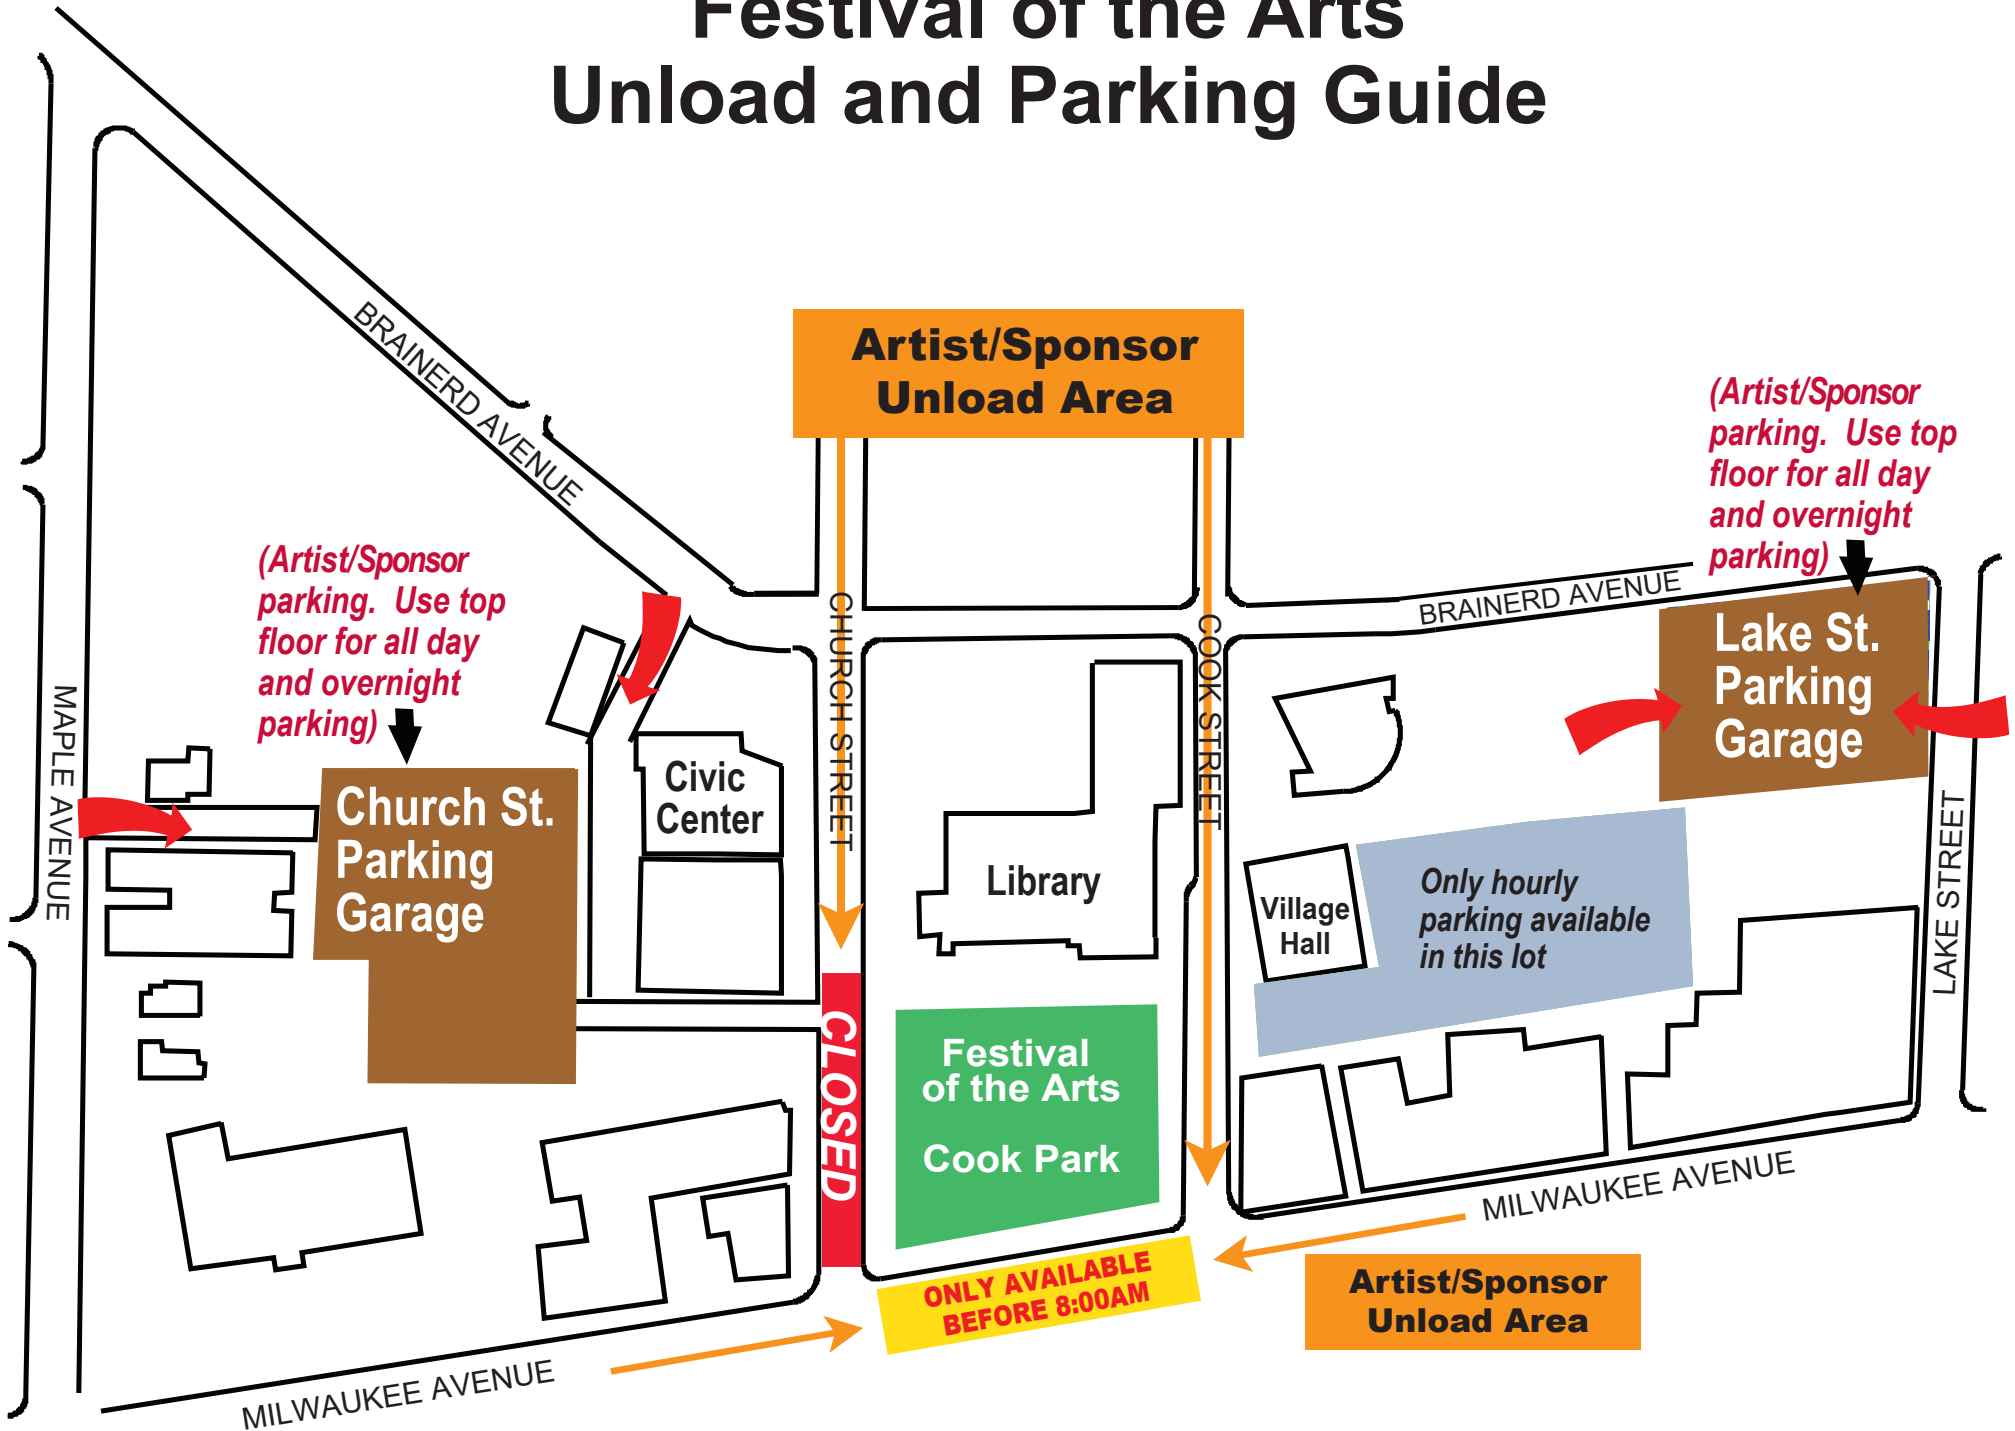 Festival of the Arts
Unload and Parking Guide
Artist/Sponsor
Unload Area
(Artist/Sponsor
parking. Use top
floor for all day
and overnight
parking)
(Artist/Sponsor
parking. Use top
floor for all day
and overnight
parking)
BRAINERD AVENUE
BRAINERD AVENUE
CHURCH STREET
COOK STREET
MAPLE AVENUE
LAKE STREET
Lake St.
Parking
Garage
Church St.
Parking
Garage
Civic
Center
Library
Village
Hall
Only hourly
parking available
in this lot
CLOSED
Festival
of the Arts
Cook Park
MILWAUKEE AVENUE
ONLY AVAILABLE
BEFORE 8:00AM
Artist/Sponsor
Unload Area
MILWAUKEE AVENUE